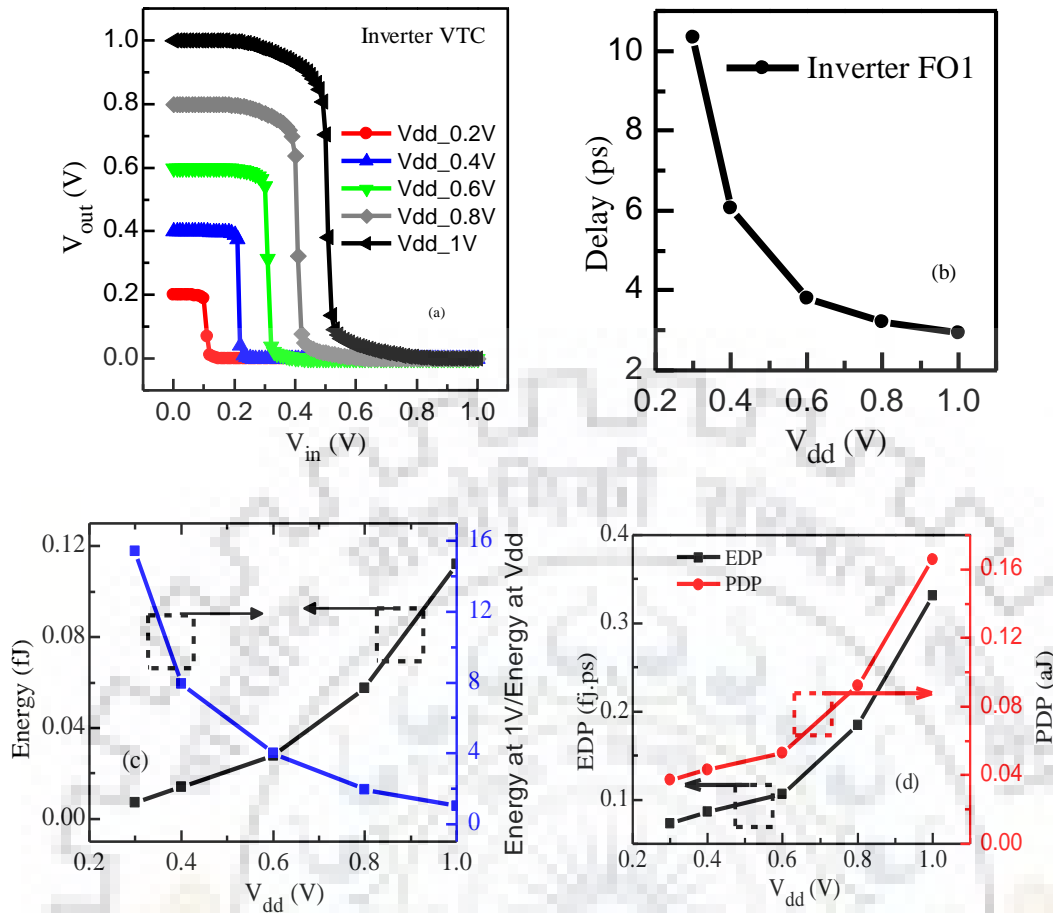 Inverter VTC
1.0
0.8
0.6
0.4
0.2
0.0
V_out (V)
Vdd_0.2V
Vdd_0.4V
Vdd_0.6V
Vdd_0.8V
Vdd_1V
(a)
0.0 0.2 0.4 0.6 0.8 1.0
V_in (V)
10
8
6
4
2
Delay (ps)
Inverter FO1
(b)
0.2 0.4 0.6 0.8 1.0
V_dd (V)
0.12
0.08
0.04
0.00
Energy (fJ)
16
12
8
4
0
Energy at 1V/Energy at Vdd
(c)
0.2 0.4 0.6 0.8 1.0
V_dd (V)
0.4
0.3
0.2
0.1
EDP (fj.ps)
EDP
PDP
0.16
0.12
0.08
0.04
0.00
PDP (aJ)
(d)
0.2 0.4 0.6 0.8 1.0
V_dd (V)